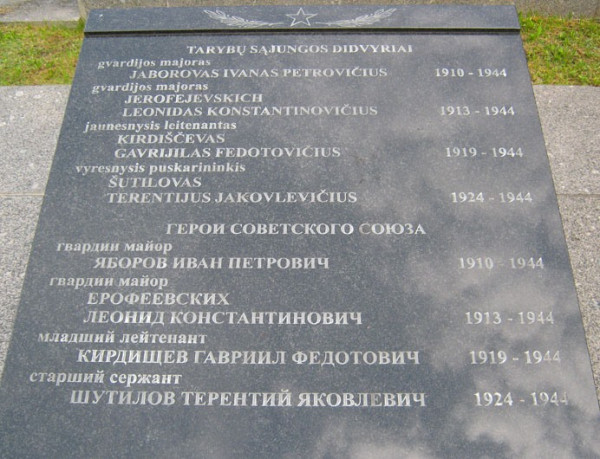 TARYBŲ SĄJUNGOS DIDVYRIAI
gvardijos majoras
JABOROVAS IVANAS PETROVIČIUS 1910 - 1944
gvardijos majoras
JEROFEJEVSKICH
LEONIDAS KONSTANTINOVIČIUS 1913 - 1944
jaunesnysis leitenantas
KIRDIŠČEVAS
GAVRIJILAS FEDOTOVIČIUS 1919 - 1944
vyresnysis puskarininkis
ŠUTILOVAS
TERENTIJUS JAKOVLEVIČIUS 1924 - 1944
ГЕРОИ СОВЕТСКОГО СОЮЗА
гвардии майор
ЯБОРОВ ИВАН ПЕТРОВИЧ 1910 - 1944
гвардии майор
ЕРОФЕЕВСКИХ
ЛЕОНИД КОНСТАНТИНОВИЧ 1913 - 1944
младший лейтенант
КИРДИЩЕВ ГАВРИИЛ ФЕДОТОВИЧ 1919 - 1944
старший сержант
ШУТИЛОВ ТЕРЕНТИЙ ЯКОВЛЕВИЧ 1924 - 1944